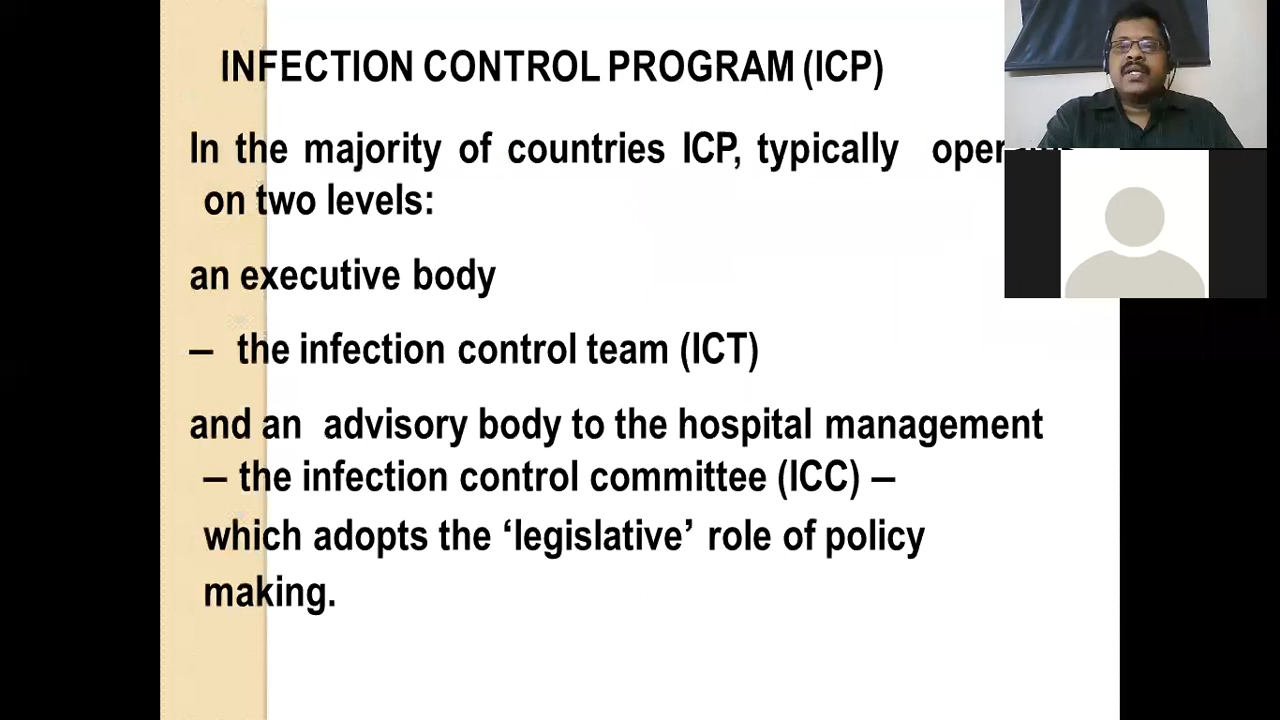 INFECTION CONTROL PROGRAM (ICP)
In the majority of countries ICP, typically
on two levels:
an executive body
– the infection control team (ICT)
and an advisory body to the hospital management
– the infection control committee (ICC) –
which adopts the ‘legislative’ role of policy
making.